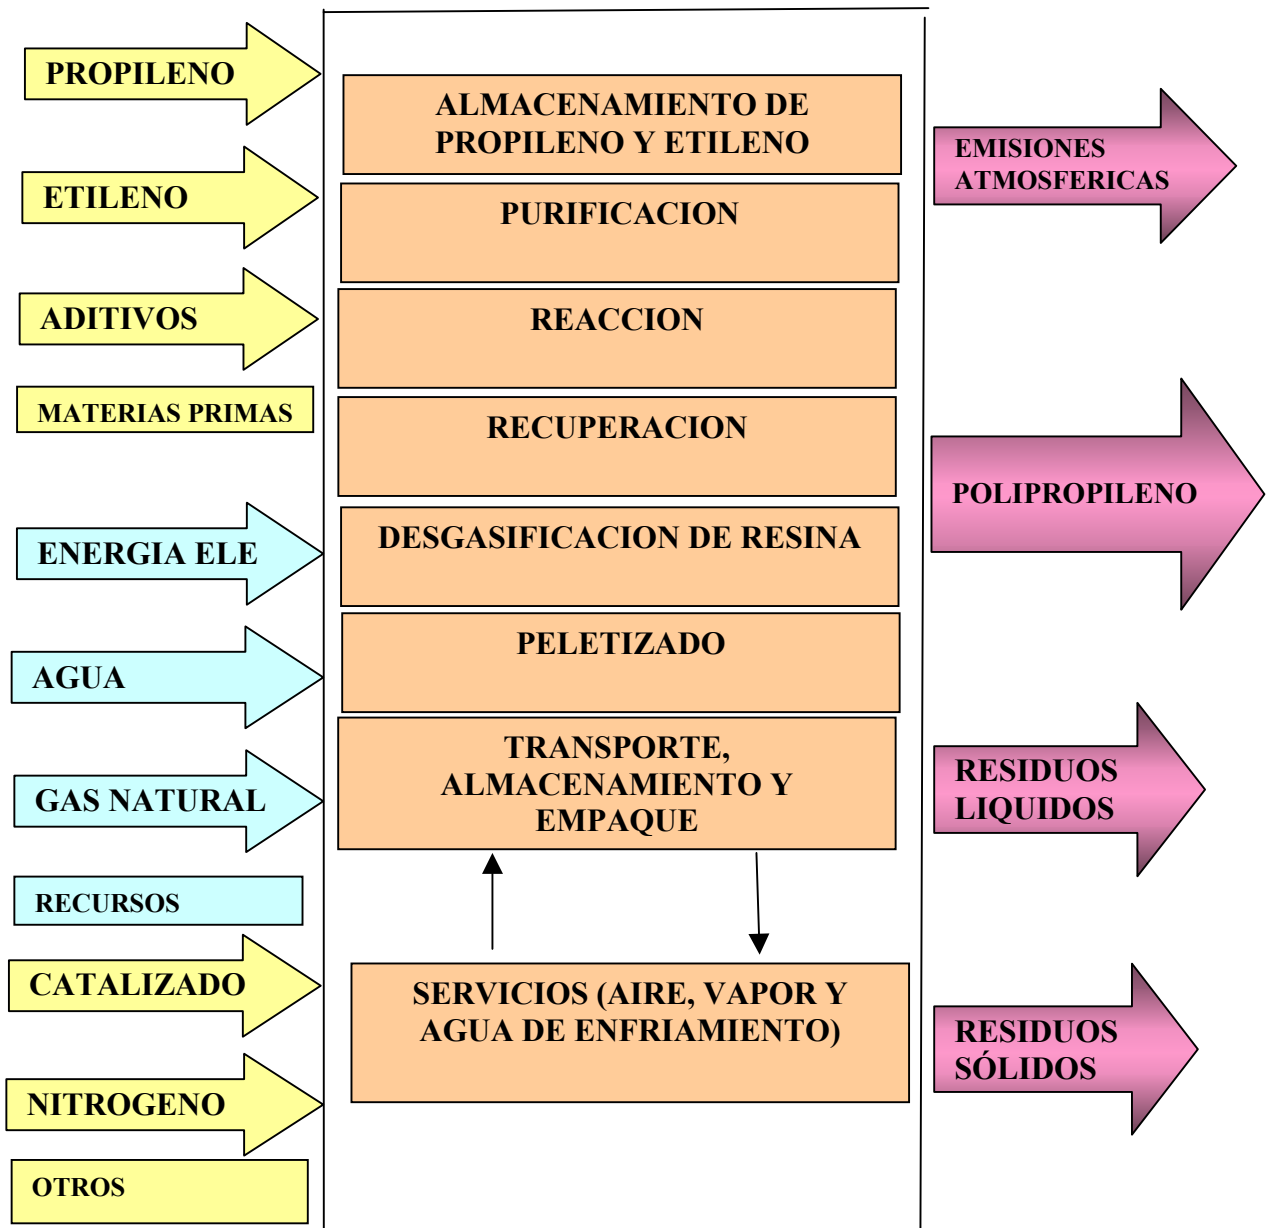 PROPILENO
ETILENO
ADITIVOS
MATERIAS PRIMAS
ENERGIA ELE
AGUA
GAS NATURAL
RECURSOS
CATALIZADO
NITROGENO
OTROS
ALMACENAMIENTO DE
PROPILENO Y ETILENO
PURIFICACION
REACCION
RECUPERACION
DESGASIFICACION DE RESINA
PELETIZADO
TRANSPORTE,
ALMACENAMIENTO Y
EMPAQUE
SERVICIOS (AIRE, VAPOR Y
AGUA DE ENFRIAMIENTO)
EMISIONES
ATMOSFERICAS
POLIPROPILENO
RESIDUOS
LIQUIDOS
RESIDUOS
SÓLIDOS